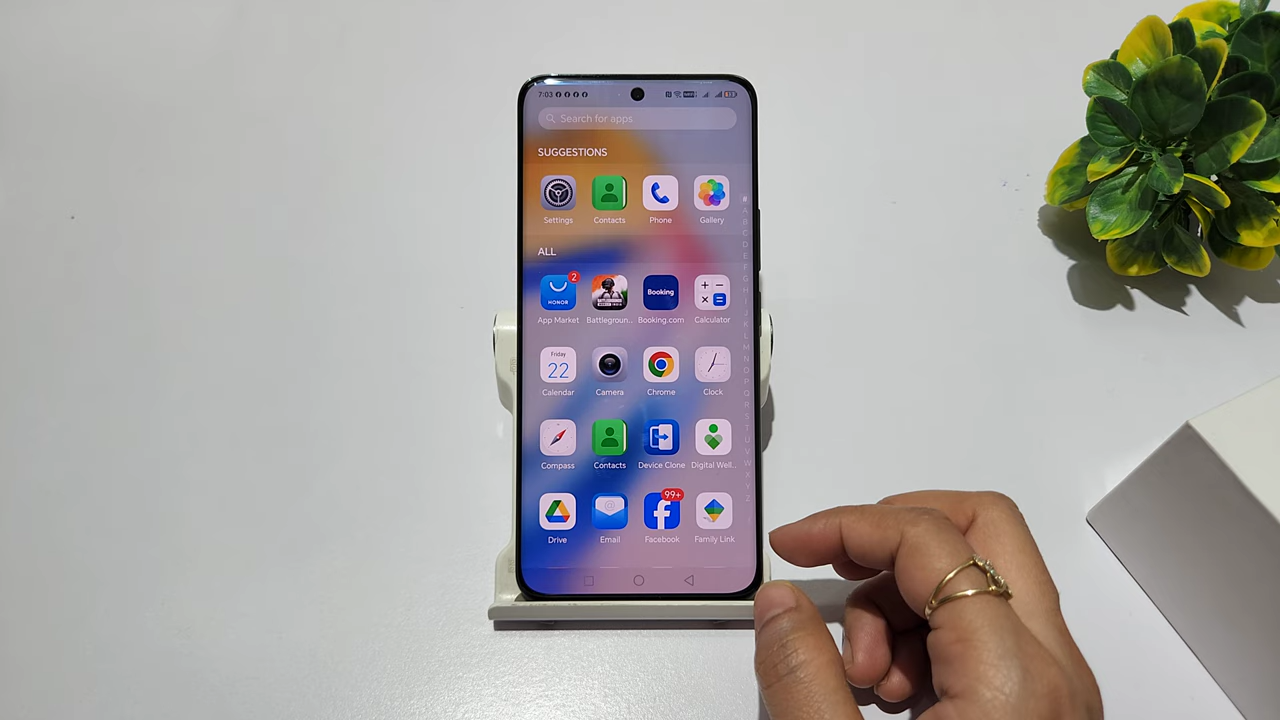 7:03
Search for apps
SUGGESTIONS
Settings Contacts Phone Gallery
ALL
2
HONOR
Booking
App Market Battlegroun.. Booking.com Calculator
Friday
22
Calendar Camera Chrome Clock
Compass Contacts Device Clone Digital Well..
99+
Drive Email Facebook Family Link